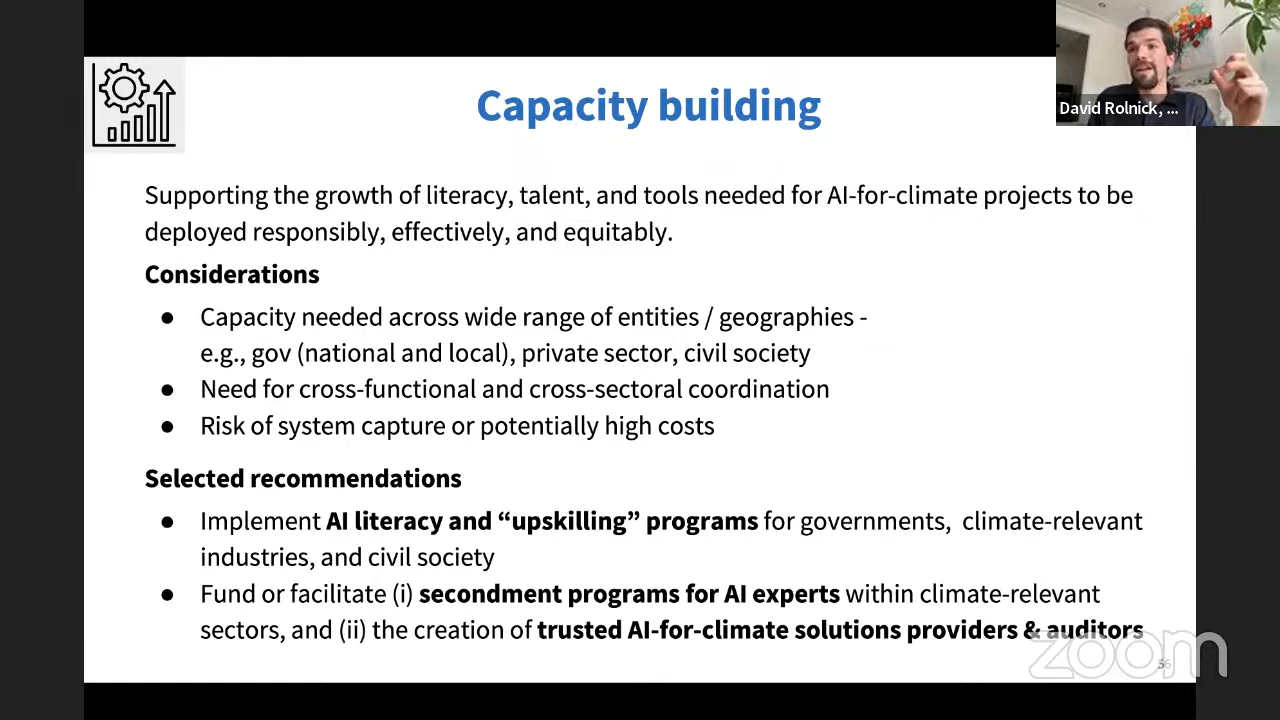 Capacity building
David Rolnick, ...
Supporting the growth of literacy, talent, and tools needed for AI-for-climate projects to be
deployed responsibly, effectively, and equitably.
Considerations
● Capacity needed across wide range of entities / geographies -
e.g., gov (national and local), private sector, civil society
● Need for cross-functional and cross-sectoral coordination
● Risk of system capture or potentially high costs
Selected recommendations
● Implement AI literacy and “upskilling” programs for governments,  climate-relevant
industries, and civil society
● Fund or facilitate (i) secondment programs for AI experts within climate-relevant
sectors, and (ii) the creation of trusted AI-for-climate solutions providers & auditors
zoom
36